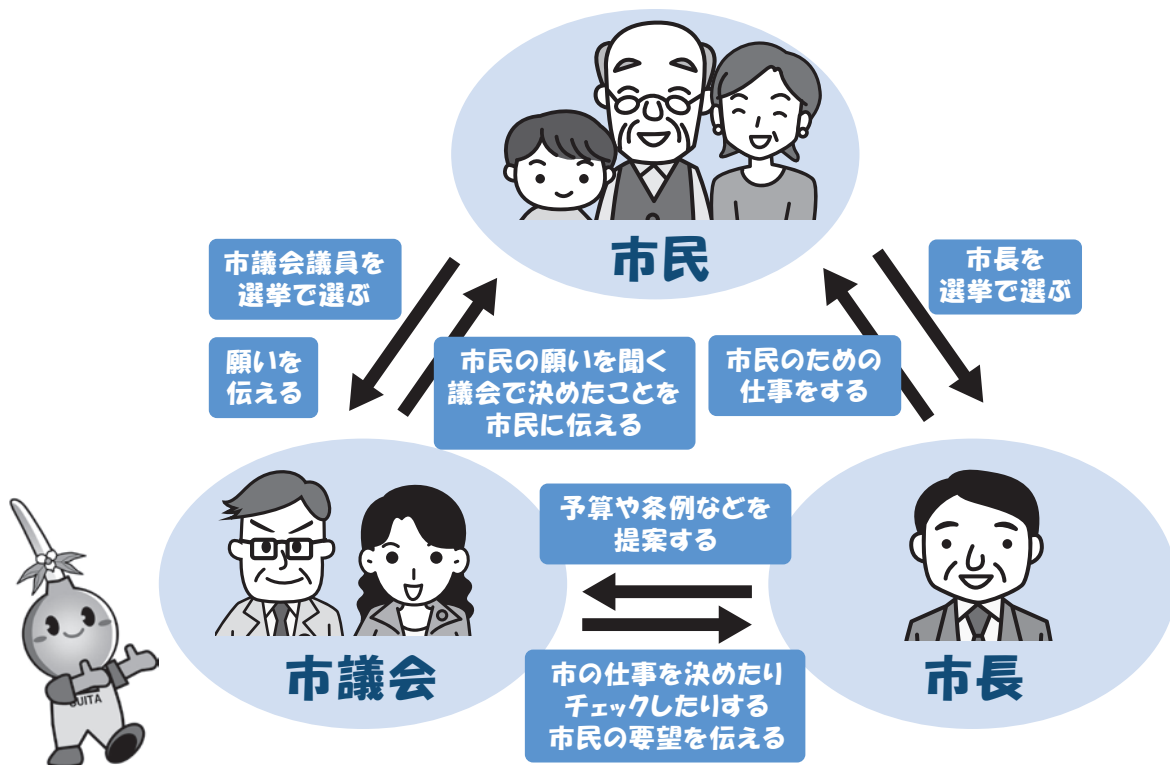 市民
市議会議員を
選挙で選ぶ
市長を
選挙で選ぶ
願いを
伝える
市民の願いを聞く
議会で決めたことを
市民に伝える
市民のための
仕事をする
予算や条例などを
提案する
市議会
市長
市の仕事を決めたり
チェックしたりする
市民の要望を伝える
SUITA